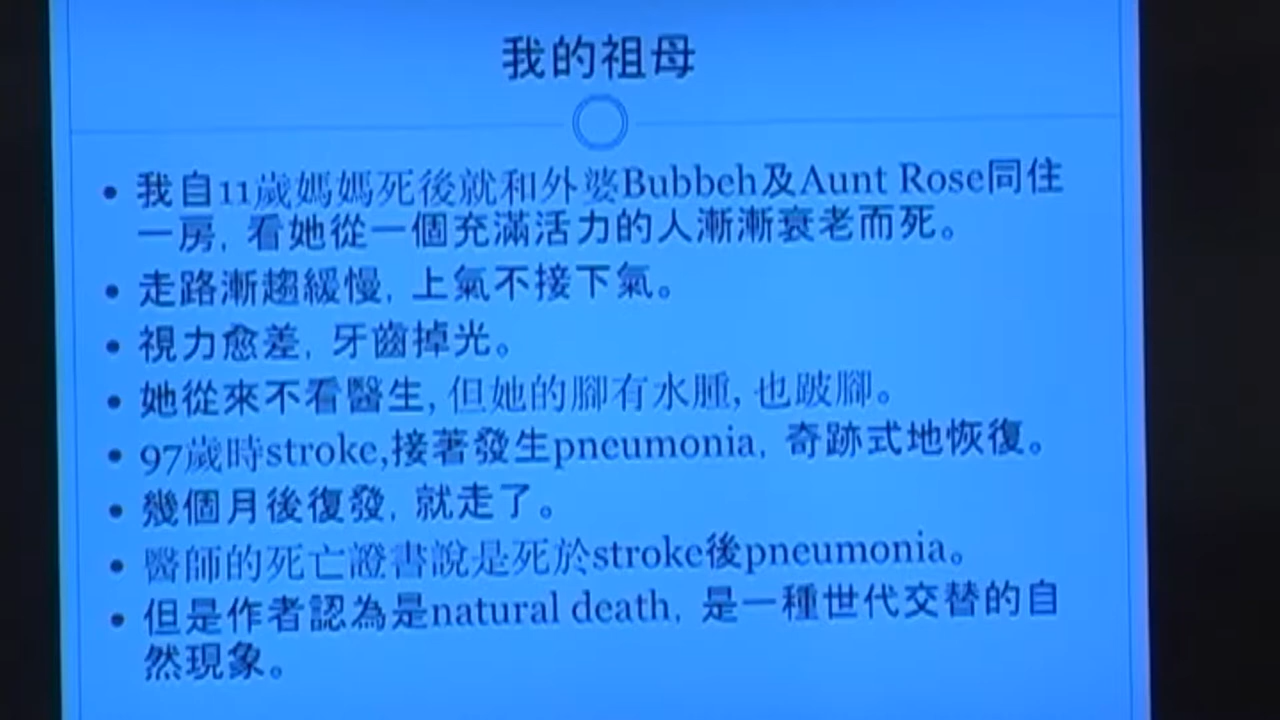 我的祖母
• 我自11歲媽媽死後就和外婆Bubbeh及Aunt Rose同住
一房, 看她從一個充滿活力的人漸漸衰老而死。
• 走路漸趨緩慢, 上氣不接下氣。
• 視力愈差, 牙齒掉光。
• 她從來不看醫生, 但她的腳有水腫, 也跛腳。
• 97歲時stroke,接著發生pneumonia, 奇跡式地恢復。
• 幾個月後復發, 就走了。
• 醫師的死亡證書說是死於stroke後pneumonia。
• 但是作者認為是natural death, 是一種世代交替的自
然現象。